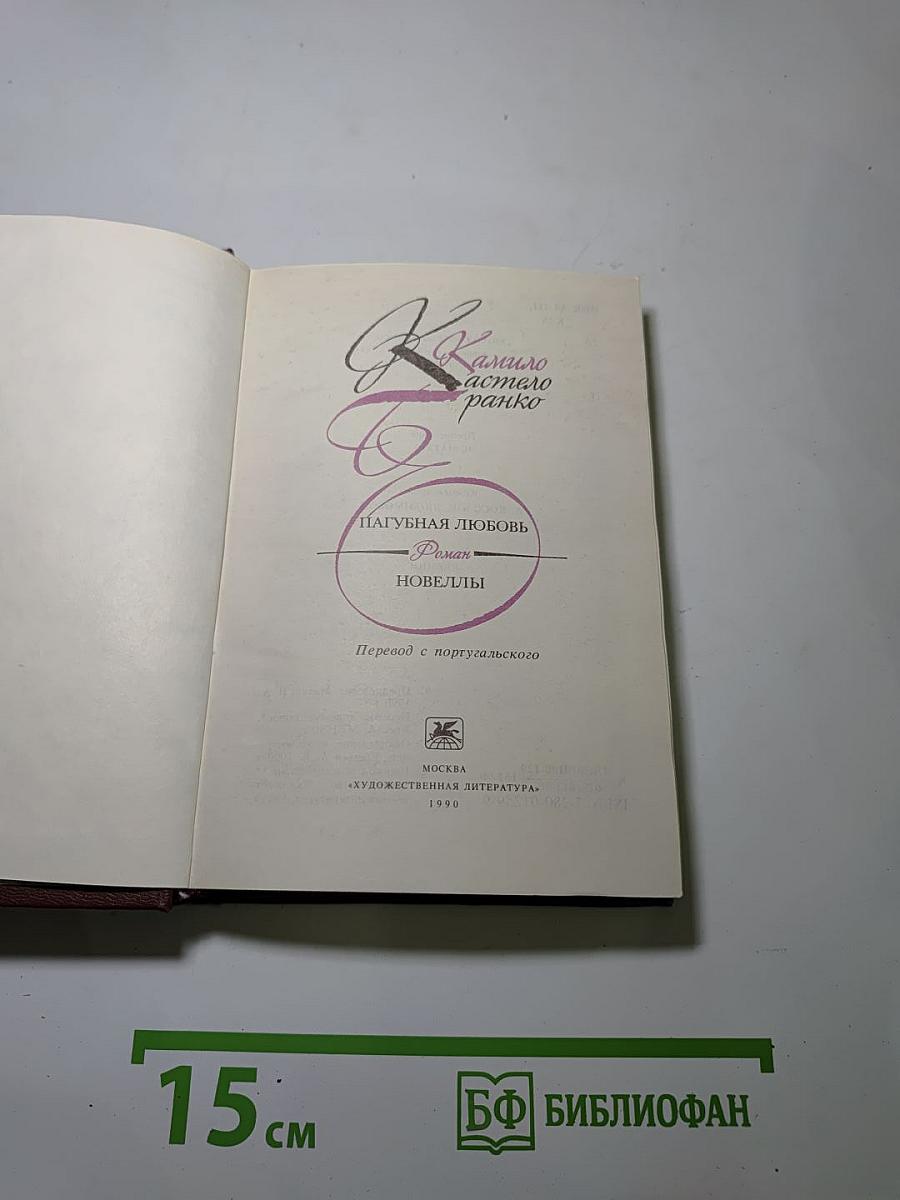 Камило
Кастело
Бранко
ПАГУБНАЯ ЛЮБОВЬ
Роман
НОВЕЛЛЫ
Перевод с португальского
МОСКВА
«ХУДОЖЕСТВЕННАЯ ЛИТЕРАТУРА»
1990
15 см
БФ БИБЛИОФАН